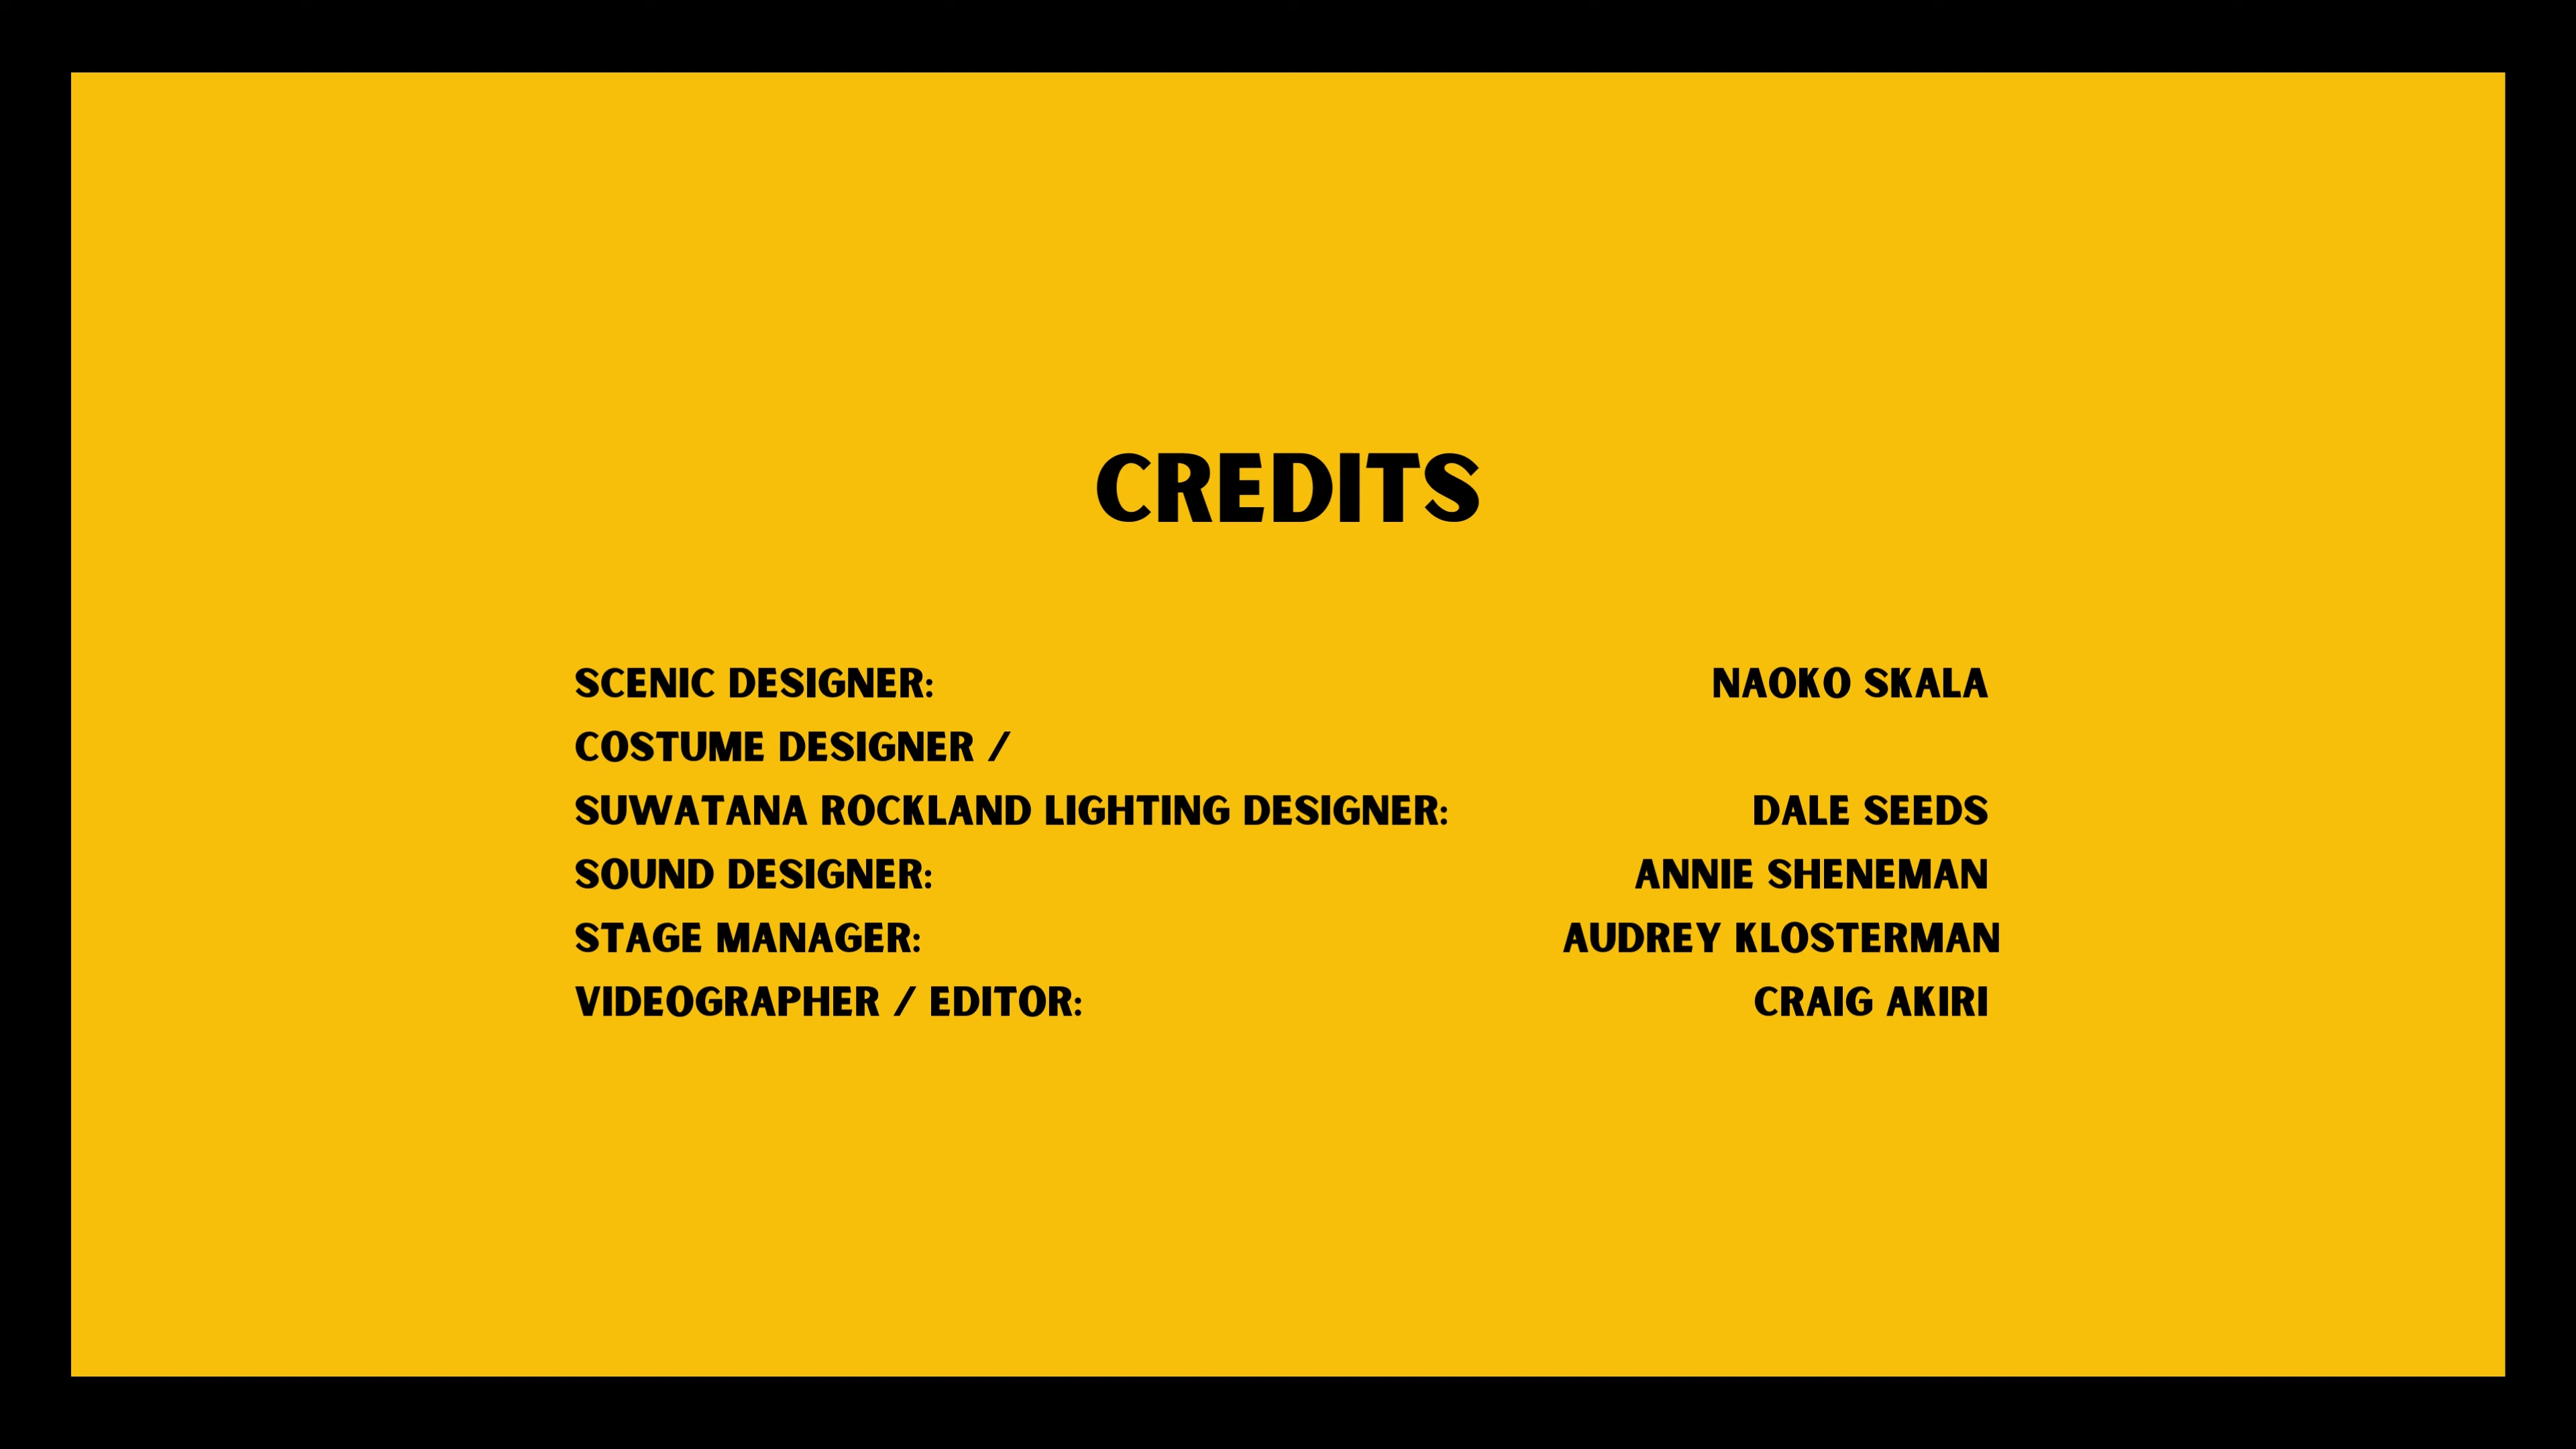 CREDITS
SCENIC DESIGNER: NAOKO SKALA
COSTUME DESIGNER /
SUWATANA ROCKLAND LIGHTING DESIGNER: DALE SEEDS
SOUND DESIGNER: ANNIE SHENEMAN
STAGE MANAGER: AUDREY KLOSTERMAN
VIDEOGRAPHER / EDITOR: CRAIG AKIRI